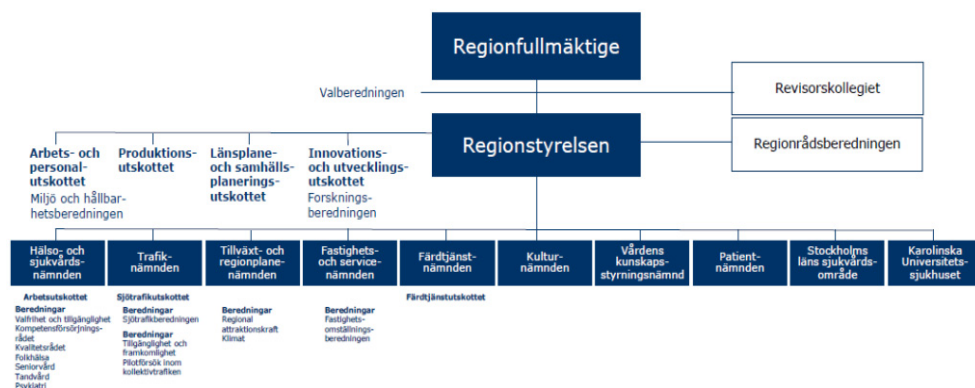 Regionfullmäktige
Valberedningen
Revisorskollegiet
Regionstyrelsen
Regionrådsberedningen
Arbets- och
personal-
utskottet
Miljö och hållbar-
hetsberedningen
Produktions-
utskottet
Länsplane-
och samhälls-
planerings-
utskottet
Innovations-
och utvecklings-
utskottet
Forsknings-
beredningen
Hälso- och
sjukvårds-
nämnden
Trafik-
nämnden
Tillväxt- och
regionplane-
nämnden
Fastighets-
och service-
nämnden
Färdtjänst-
nämnden
Kultur-
nämnden
Vårdens
kunskaps-
styrningsnämnd
Patient-
nämnden
Stockholms
läns sjukvårds-
område
Karolinska
Universitets-
sjukhuset
Arbetsutskottet
Beredningar
Valfrihet och tillgänglighet
Kompetensförsörjnings-
rådet
Kvalitetsrådet
Folkhälsa
Seniorvård
Tandvård
Psykiatri
Sjötrafikutskottet
Beredningar
Sjötrafikberedningen
Beredningar
Tillgänglighet och
framkomlighet
Pilotförsök inom
kollektivtrafiken
Beredningar
Regional
attraktionskraft
Klimat
Beredningar
Fastighets-
omställnings-
beredningen
Färdtjänstutskottet